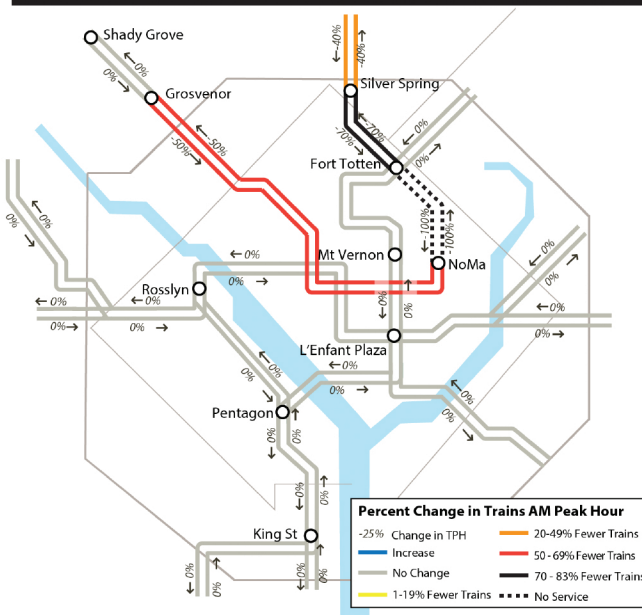 Shady Grove
←0%
0%→
Grosvenor
←-50%
-50%→
←-40%
-40%→
Silver Spring
←-70%
-70%→
Fort Totten
←0%
0%→
←-100%
-100%→
Mt Vernon
NoMa
←0%
0%→
←0%
0%→
←0%
0%→
Rosslyn
←0%
0%→
←0%
0%→
←0%
0%→
←0%
0%→
←0%
0%→
L'Enfant Plaza
←0%
0%→
←0%
0%→
←0%
0%→
Pentagon
←0%
0%→
←0%
0%→
King St
←0%
0%→
←0%
0%→
Percent Change in Trains AM Peak Hour
-25% Change in TPH
Increase
No Change
1-19% Fewer Trains
20-49% Fewer Trains
50 - 69% Fewer Trains
70 - 83% Fewer Trains
No Service